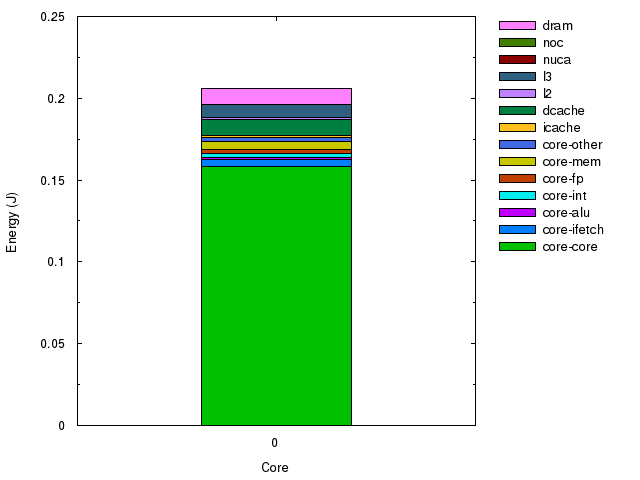 0.25
0.2
0.15
0.1
0.05
0
Energy (J)
0
Core
dram
noc
nuca
l3
l2
dcache
icache
core-other
core-mem
core-fp
core-int
core-alu
core-ifetch
core-core